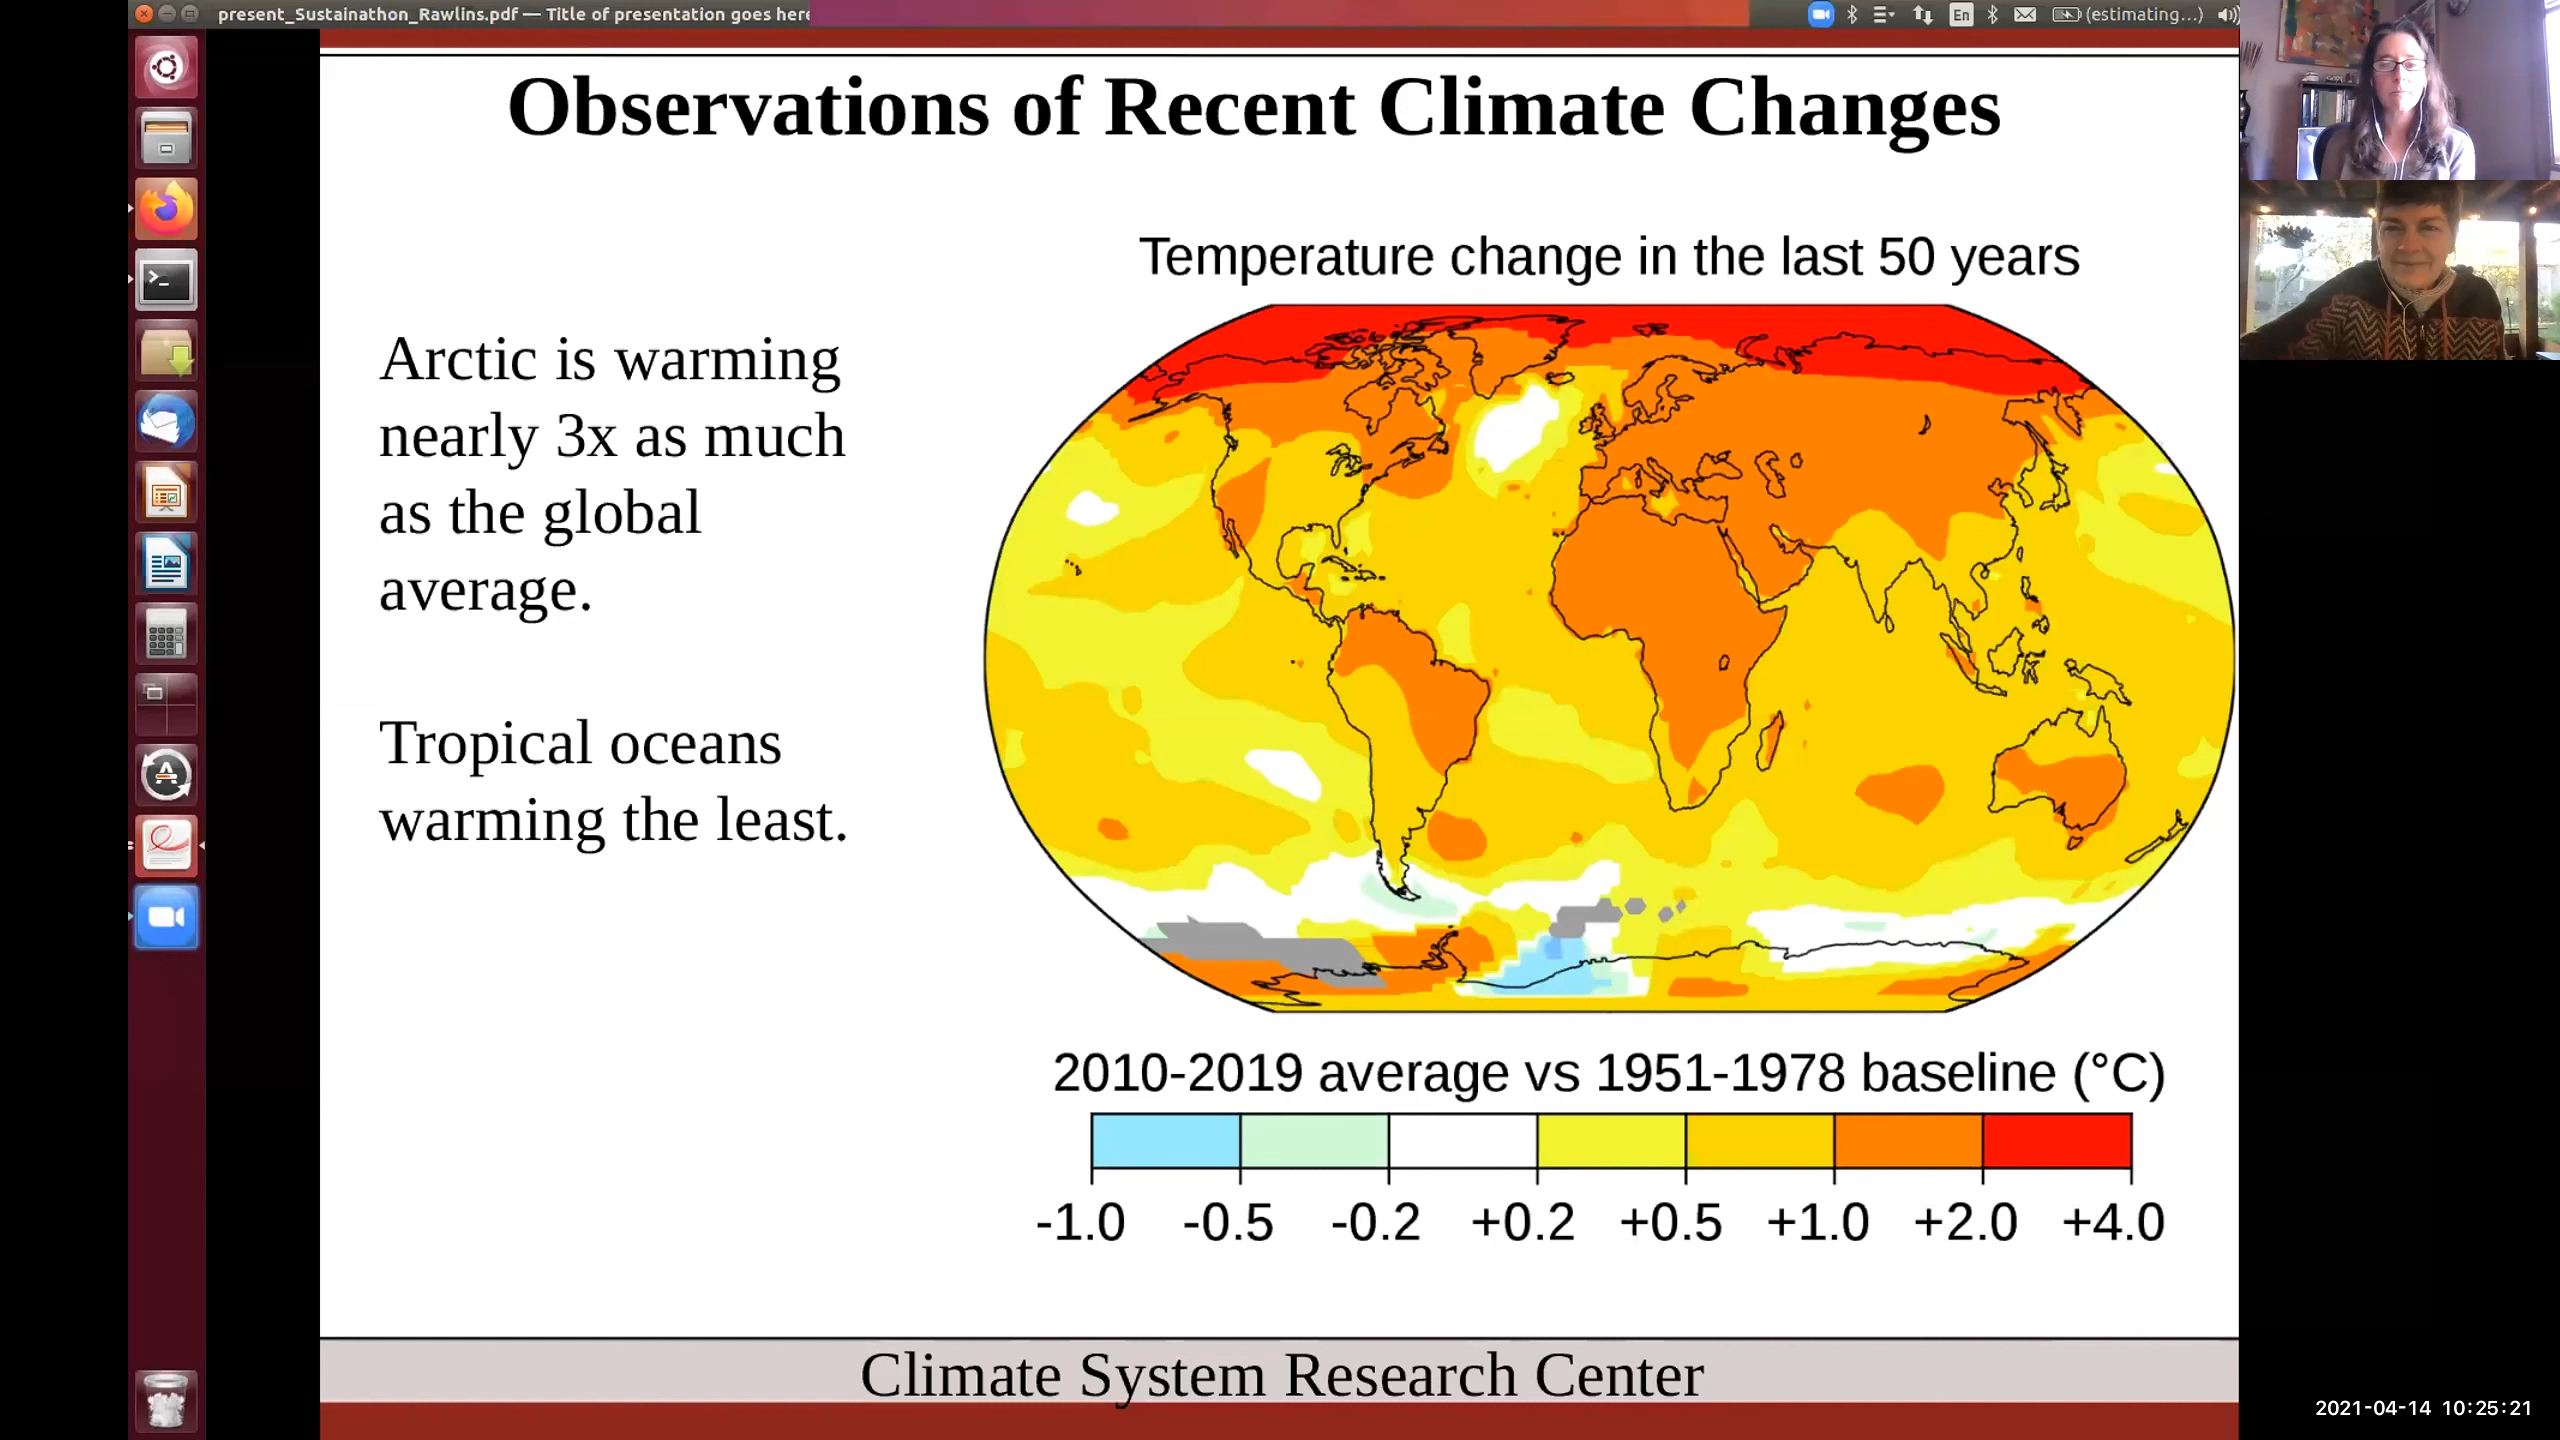 present_Sustainathon_Rawlins.pdf — Title of presentation goes here
En
(estimating...)
Observations of Recent Climate Changes
Temperature change in the last 50 years
Arctic is warming
nearly 3x as much
as the global
average.
Tropical oceans
warming the least.
2010-2019 average vs 1951-1978 baseline (°C)
-1.0 -0.5 -0.2 +0.2 +0.5 +1.0 +2.0 +4.0
Climate System Research Center
2021-04-14 10:25:21